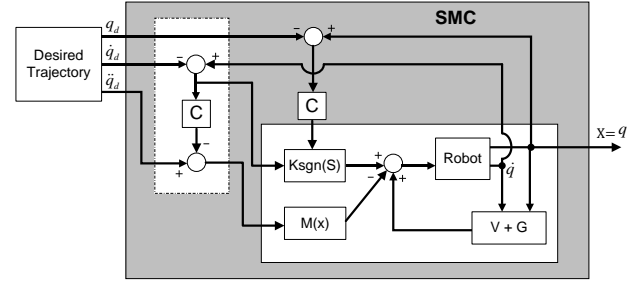 SMC
q_d
q̇_d
q̈_d
Desired
Trajectory
−
+
−
+
C
C
−
+
Ksgn(S)
+
−
+
Robot
X= q
q̇
M(x)
V + G